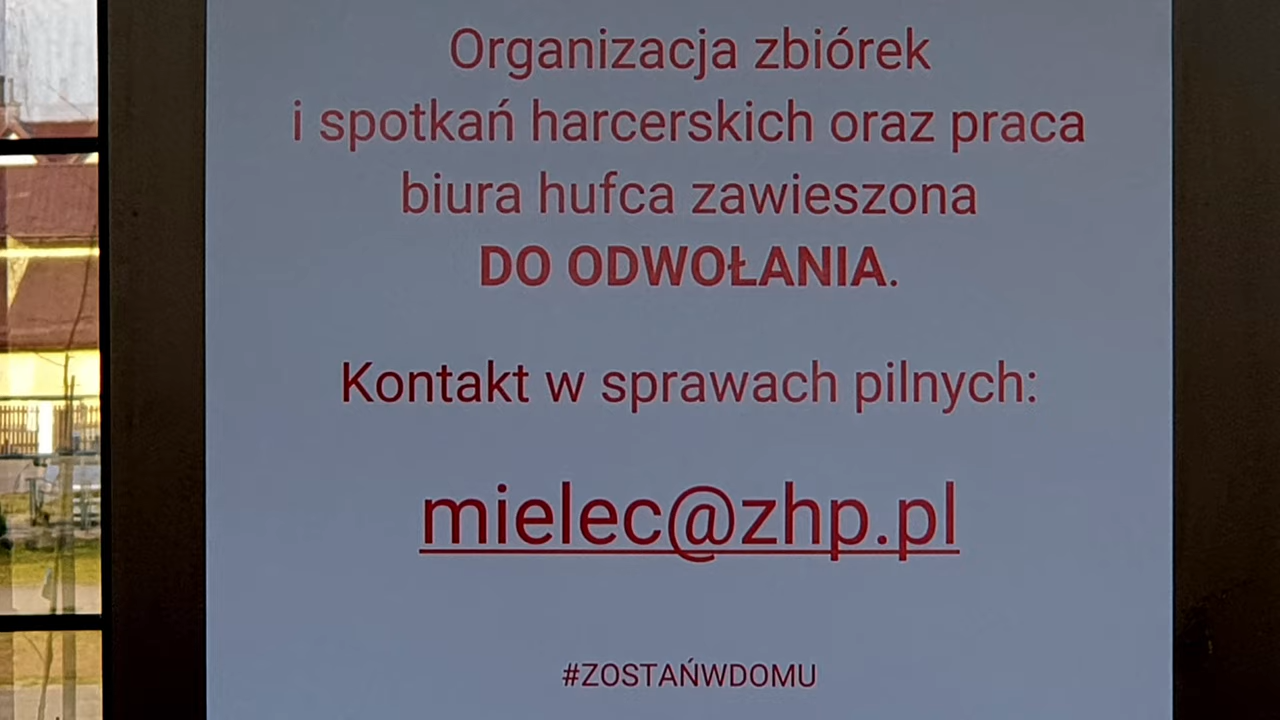 Organizacja zbiórek
i spotkań harcerskich oraz praca
biura hufca zawieszona
DO ODWOŁANIA.
Kontakt w sprawach pilnych:
mielec@zhp.pl
#ZOSTAŃWDOMU